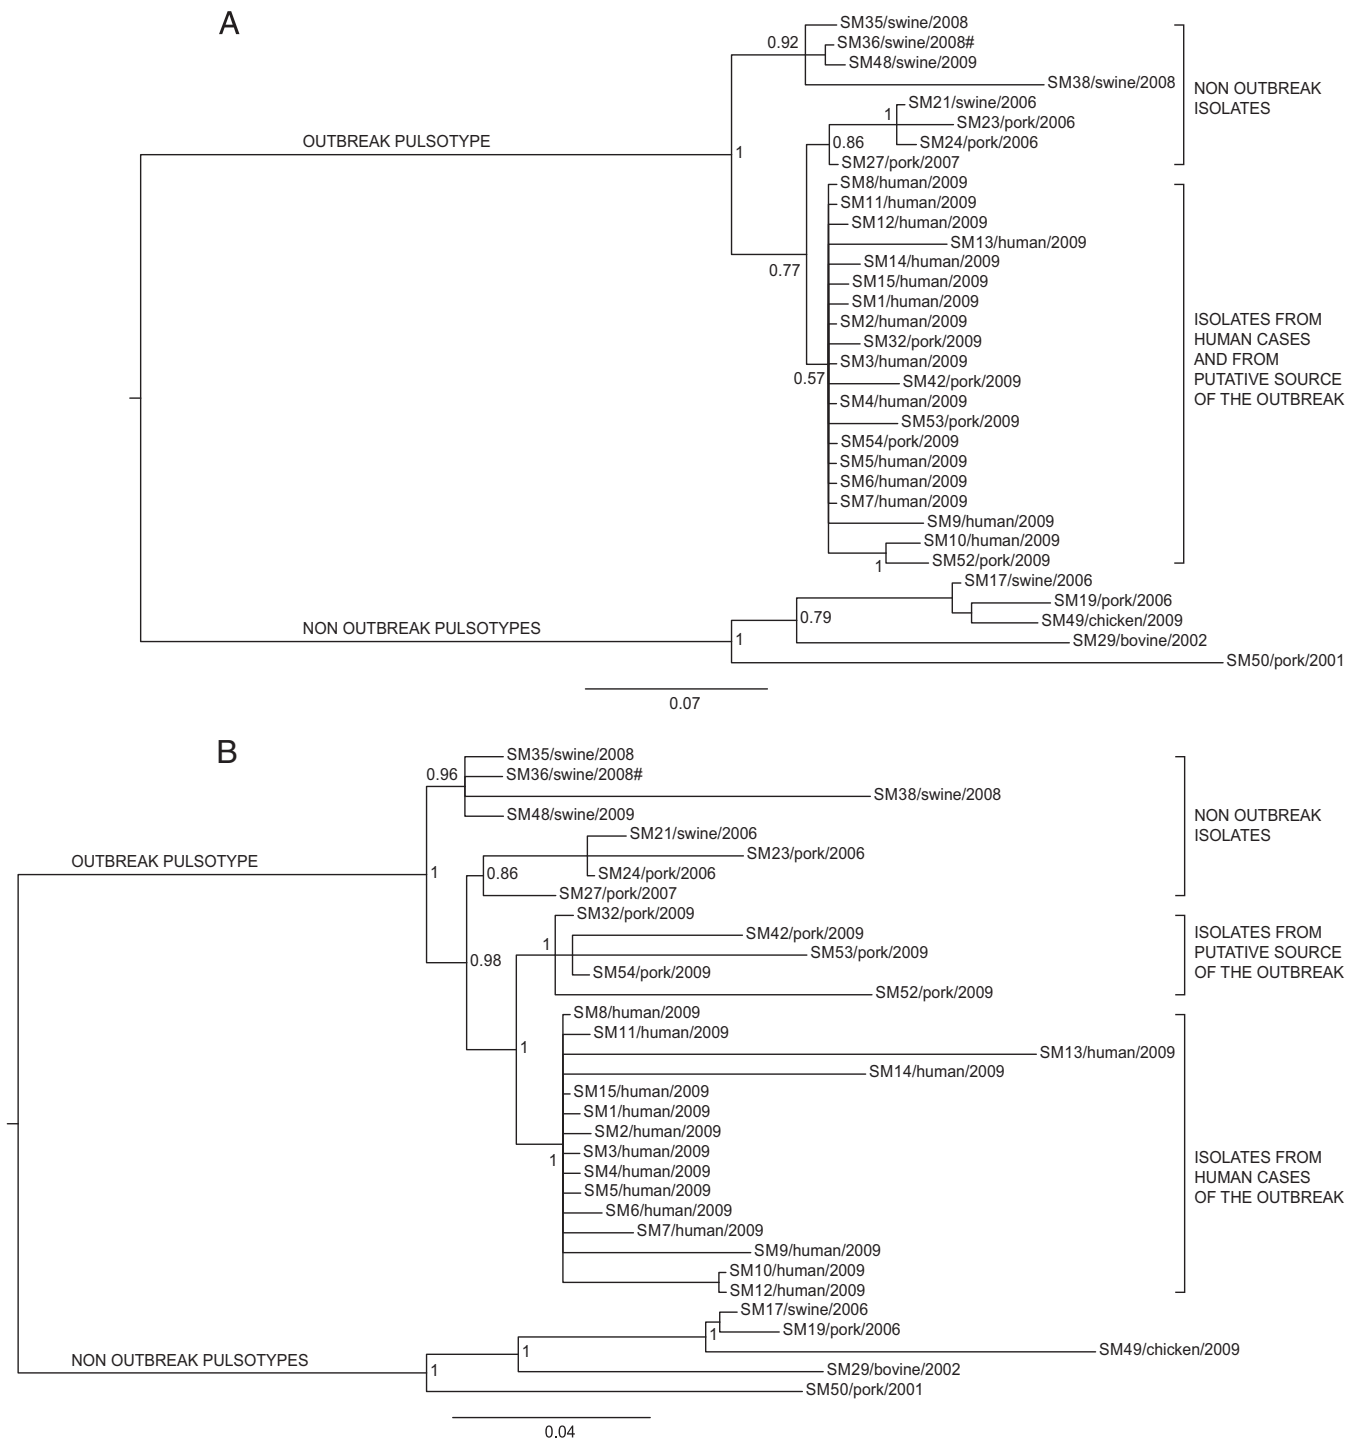 A
SM35/swine/2008
0.92
SM36/swine/2008#
SM48/swine/2009
SM38/swine/2008
NON OUTBREAK
ISOLATES
SM21/swine/2006
1
SM23/pork/2006
OUTBREAK PULSOTYPE
0.86
SM24/pork/2006
1
SM27/pork/2007
SM8/human/2009
SM11/human/2009
SM12/human/2009
SM13/human/2009
0.77
SM14/human/2009
SM15/human/2009
SM1/human/2009
SM2/human/2009
SM32/pork/2009
SM3/human/2009
0.57
SM42/pork/2009
SM4/human/2009
SM53/pork/2009
SM54/pork/2009
SM5/human/2009
SM6/human/2009
SM7/human/2009
SM9/human/2009
SM10/human/2009
1
SM52/pork/2009
ISOLATES FROM
HUMAN CASES
AND FROM
PUTATIVE SOURCE
OF THE OUTBREAK
SM17/swine/2006
SM19/pork/2006
0.79
SM49/chicken/2009
NON OUTBREAK PULSOTYPES
1
SM29/bovine/2002
SM50/pork/2001
0.07
B
SM35/swine/2008
0.96
SM36/swine/2008#
SM38/swine/2008
SM48/swine/2009
NON OUTBREAK
ISOLATES
SM21/swine/2006
SM23/pork/2006
OUTBREAK PULSOTYPE
1
0.86
SM24/pork/2006
SM27/pork/2007
SM32/pork/2009
SM42/pork/2009
1
SM53/pork/2009
0.98
SM54/pork/2009
SM52/pork/2009
ISOLATES FROM
PUTATIVE SOURCE
OF THE OUTBREAK
SM8/human/2009
SM11/human/2009
1
SM13/human/2009
SM14/human/2009
SM15/human/2009
SM1/human/2009
SM2/human/2009
SM3/human/2009
1
SM4/human/2009
SM5/human/2009
SM6/human/2009
SM7/human/2009
SM9/human/2009
SM10/human/2009
SM12/human/2009
ISOLATES FROM
HUMAN CASES
OF THE OUTBREAK
SM17/swine/2006
SM19/pork/2006
1
SM49/chicken/2009
1
NON OUTBREAK PULSOTYPES
1
SM29/bovine/2002
SM50/pork/2001
0.04